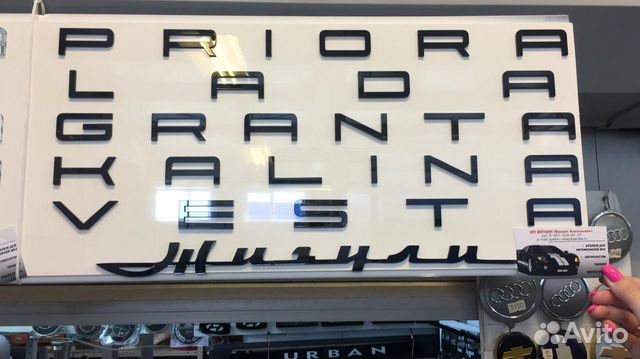 PRIORA
LADA
GRANTA
KALINA
VESTA
Жигули
URBAN
Avito